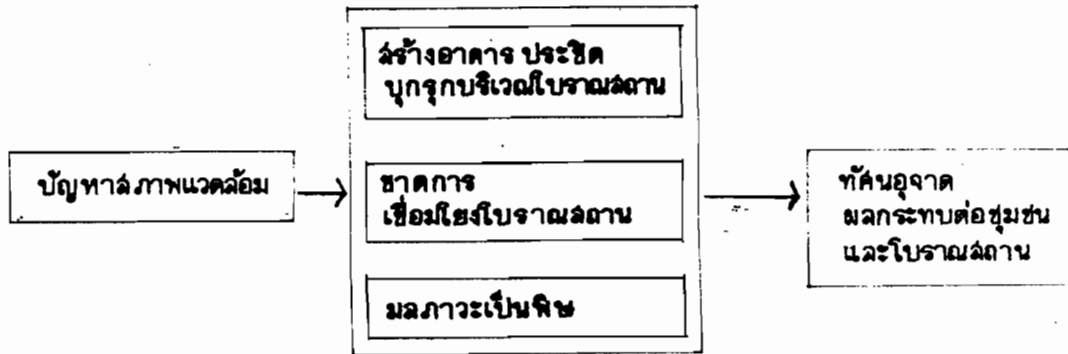 ปัญหาสภาพแวดล้อม
สร้างอาคาร ประชิด
บุกรุกบริเวณโบราณสถาน
ขาดการ
เชื่อมโยงโบราณสถาน
มลภาวะเป็นพิษ
ทัศนอุจาด
ผลกระทบต่อชุมชน
และโบราณสถาน